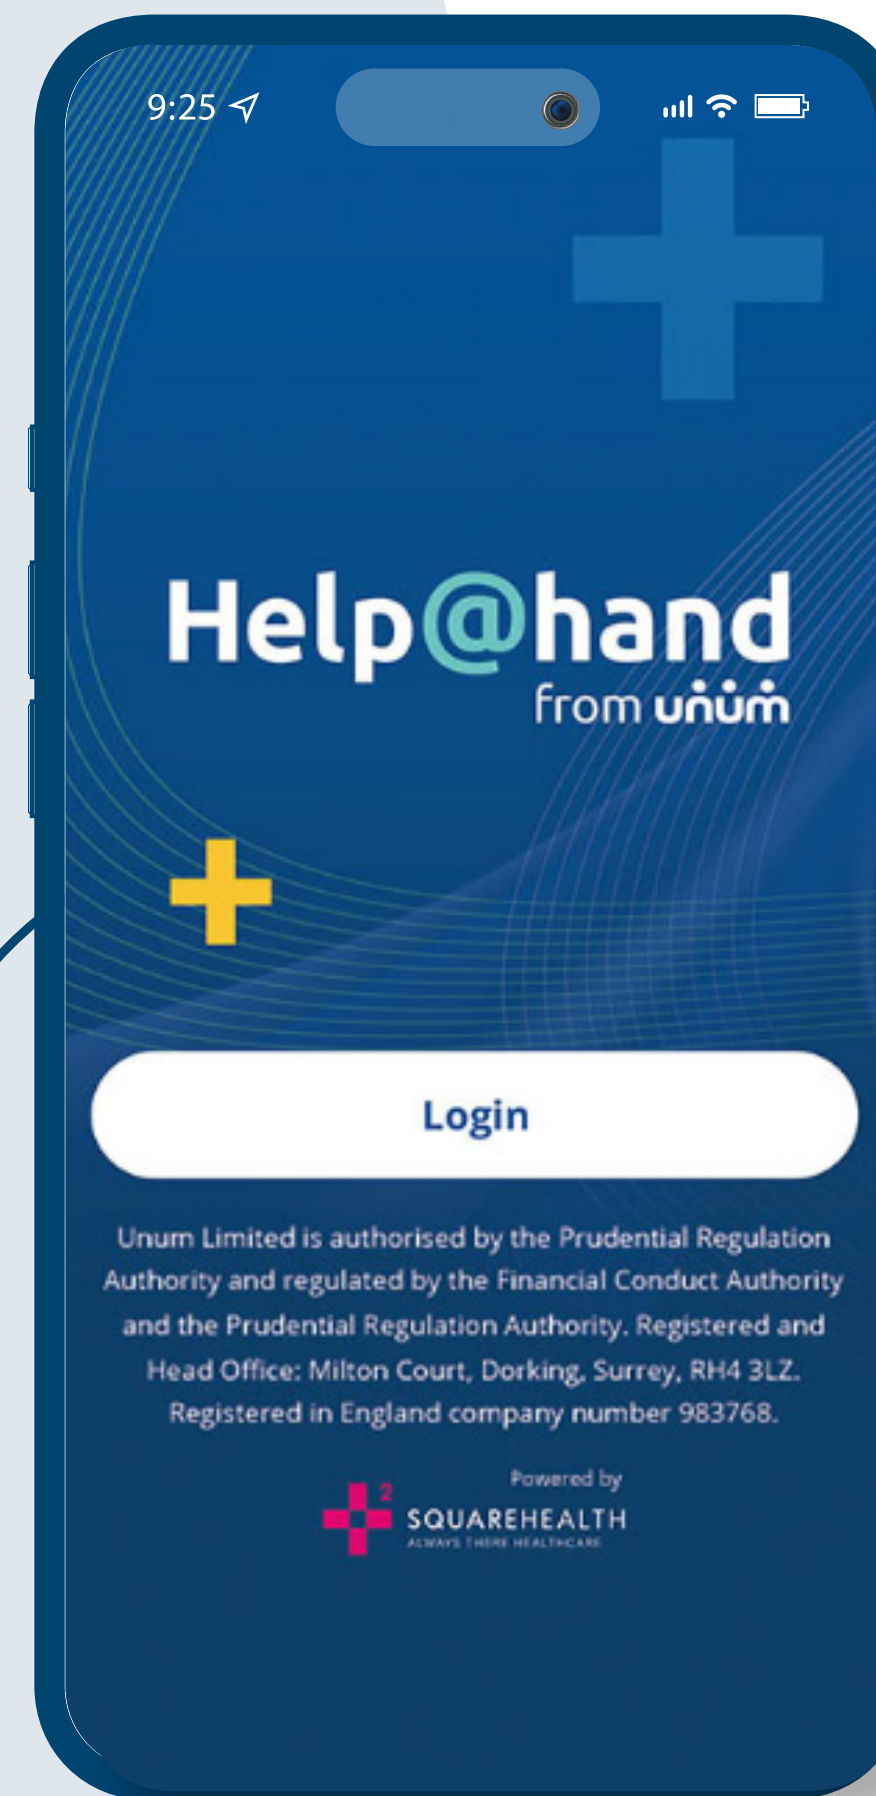 9:25
Help@hand
from unum
Login
Unum Limited is authorised by the Prudential Regulation
Authority and regulated by the Financial Conduct Authority
and the Prudential Regulation Authority. Registered and
Head Office: Milton Court, Dorking, Surrey, RH4 3LZ.
Registered in England company number 983768.
Powered by
2
SQUAREHEALTH
ALWAYS THERE HEALTHCARE